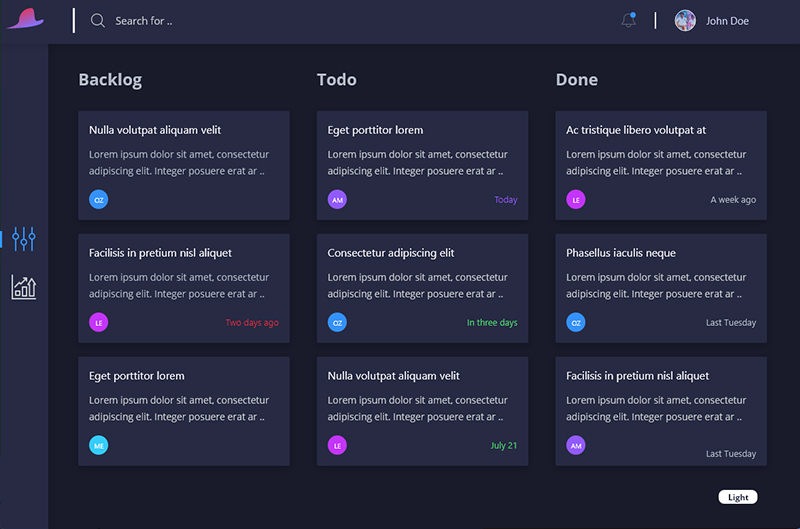 Search for ..
John Doe
Backlog
Nulla volutpat aliquam velit
Lorem ipsum dolor sit amet, consectetur
adipiscing elit. Integer posuere erat ar ..
OZ
Facilisis in pretium nisl aliquet
Lorem ipsum dolor sit amet, consectetur
adipiscing elit. Integer posuere erat ar ..
LE
Two days ago
Eget porttitor lorem
Lorem ipsum dolor sit amet, consectetur
adipiscing elit. Integer posuere erat ar ..
ME
Todo
Eget porttitor lorem
Lorem ipsum dolor sit amet, consectetur
adipiscing elit. Integer posuere erat ar ..
AM
Today
Consectetur adipiscing elit
Lorem ipsum dolor sit amet, consectetur
adipiscing elit. Integer posuere erat ar ..
OZ
In three days
Nulla volutpat aliquam velit
Lorem ipsum dolor sit amet, consectetur
adipiscing elit. Integer posuere erat ar ..
LE
July 21
Done
Ac tristique libero volutpat at
Lorem ipsum dolor sit amet, consectetur
adipiscing elit. Integer posuere erat ar ..
LE
A week ago
Phasellus iaculis neque
Lorem ipsum dolor sit amet, consectetur
adipiscing elit. Integer posuere erat ar ..
OZ
Last Tuesday
Facilisis in pretium nisl aliquet
Lorem ipsum dolor sit amet, consectetur
adipiscing elit. Integer posuere erat ar ..
AM
Last Tuesday
Light